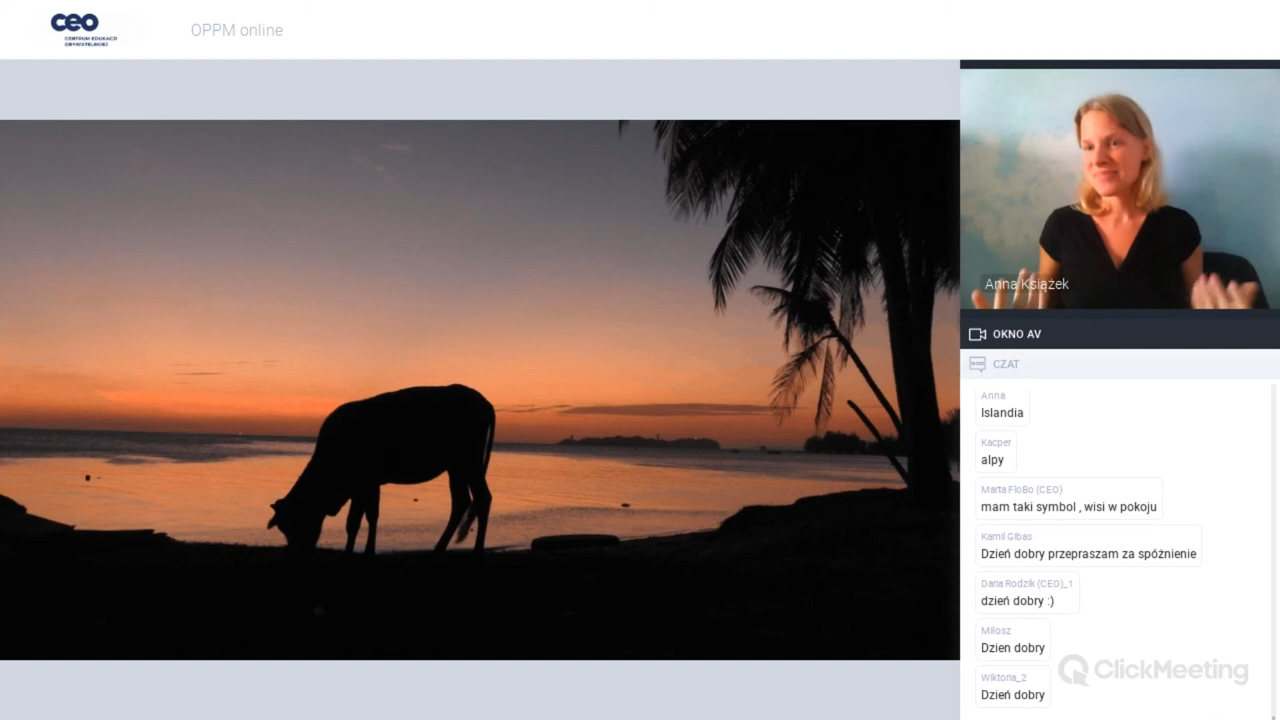 ceo
CENTRUM EDUKACJI
OBYWATELSKIEJ
OPPM online
Anna Książek
OKNO AV
CZAT
Anna
Islandia
Kacper
alpy
Marta FloBo (CEO)
mam taki symbol , wisi w pokoju
Kamil Gibas
Dzień dobry przepraszam za spóżnienie
Daria Rodzik (CEO)_1
dzień dobry :)
Miłosz
Dzien dobry
Wiktoria_2
Dzień dobry
ClickMeeting